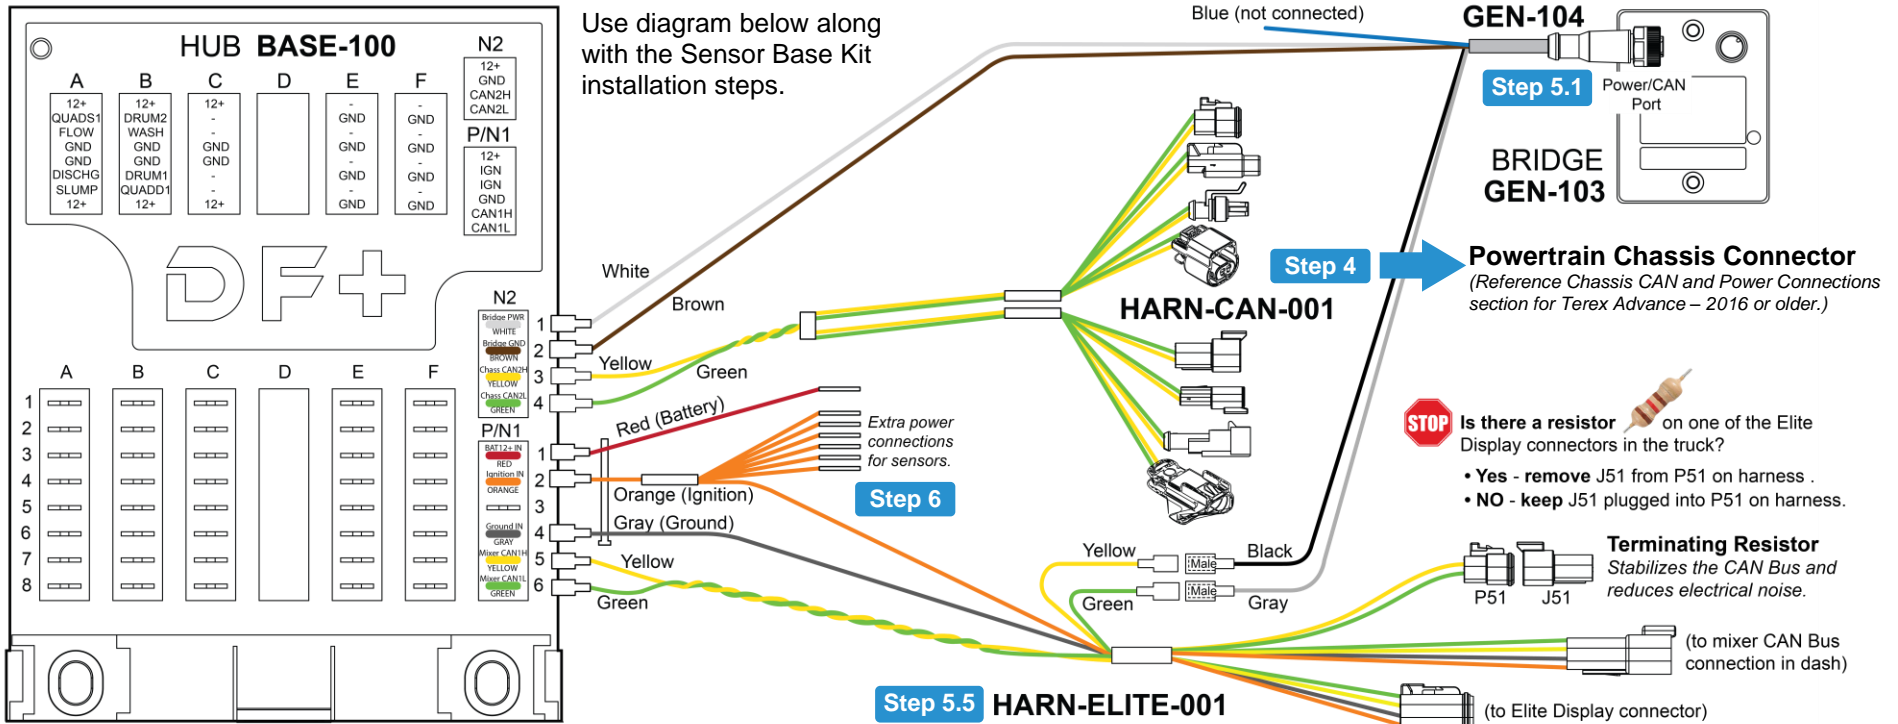 HUB BASE-100
N2
12+
GND
CAN2H
CAN2L
A
B
C
D
E
F
12+
QUADS1
FLOW
GND
GND
DISCHG
SLUMP
12+
12+
DRUM2
WASH
GND
GND
DRUM1
QUADD1
12+
12+
-
-
GND
GND
-
-
12+
-
GND
-
GND
-
GND
-
GND
-
GND
-
GND
-
GND
-
GND
P/N1
12+
IGN
IGN
GND
CAN1H
CAN1L
DF+
N2
Bridge PWR
WHITE
1
Bridge GND
BROWN
2
Chass CAN2H
YELLOW
3
Chass CAN2L
GREEN
4
P/N1
BAT12+ IN
RED
1
Ignition IN
ORANGE
2
3
Ground IN
GRAY
4
Mixer CAN1H
YELLOW
5
Mixer CAN1L
GREEN
6
A
B
C
D
E
F
1
2
3
4
5
6
7
8
Use diagram below along
with the Sensor Base Kit
installation steps.
Blue (not connected)
GEN-104
Step 5.1
Power/CAN
Port
BRIDGE
GEN-103
White
Brown
Yellow
Green
Step 4
Powertrain Chassis Connector
(Reference Chassis CAN and Power Connections
section for Terex Advance – 2016 or older.)
HARN-CAN-001
Red (Battery)
Extra power
connections
for sensors.
Orange (Ignition)
Step 6
Gray (Ground)
Yellow
Green
STOP
Is there a resistor on one of the Elite
Display connectors in the truck?
• Yes - remove J51 from P51 on harness .
• NO - keep J51 plugged into P51 on harness.
Yellow
Male
Black
Green
Male
Gray
P51
J51
Terminating Resistor
Stabilizes the CAN Bus and
reduces electrical noise.
(to mixer CAN Bus
connection in dash)
Step 5.5
HARN-ELITE-001
(to Elite Display connector)